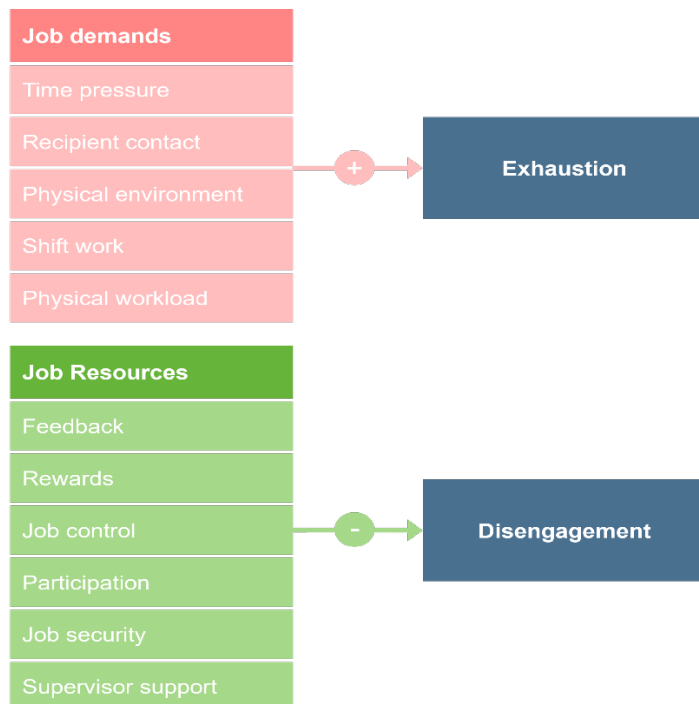 Job demands
Time pressure
Recipient contact
Physical environment
Shift work
Physical workload
+
Exhaustion
Job Resources
Feedback
Rewards
Job control
Participation
Job security
Supervisor support
-
Disengagement